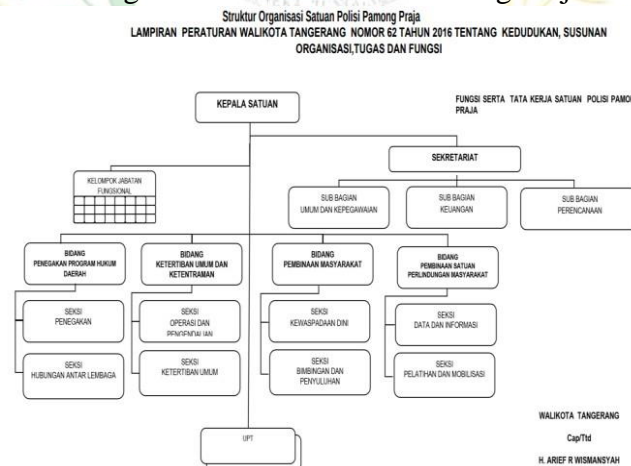 Struktur Organisasi Satuan Polisi Pamong Praja
LAMPIRAN PERATURAN WALIKOTA TANGERANG NOMOR 62 TAHUN 2016 TENTANG KEDUDUKAN, SUSUNAN
ORGANISASI,TUGAS DAN FUNGSI
FUNGSI SERTA TATA KERJA SATUAN POLISI PAMON
PRAJA
KEPALA SATUAN
SEKRETARIAT
KELOMPOK JABATAN
FUNGSIONAL
SUB BAGIAN
UMUM DAN KEPEGAWAIAN
SUB BAGIAN
KEUANGAN
SUB BAGIAN
PERENCANAAN
BIDANG
PENEGAKAN PROGRAM HUKUM
DAERAH
BIDANG
KETERTIBAN UMUM DAN
KETENTRAMAN
BIDANG
PEMBINAAN MASYARAKAT
BIDANG
PEMBINAAN SATUAN
PERLINDUNGAN MASYARAKAT
SEKSI
PENEGAKAN
SEKSI
OPERASI DAN
PENGENDALIAN
SEKSI
KEWASPADAAN DINI
SEKSI
DATA DAN INFORMASI
SEKSI
HUBUNGAN ANTAR LEMBAGA
SEKSI
KETERTIBAN UMUM
SEKSI
BIMBINGAN DAN
PENYULUHAN
SEKSI
PELATIHAN DAN MOBILISASI
UPT
WALIKOTA TANGERANG
Cap/Ttd
H. ARIEF R WISMANSYAH